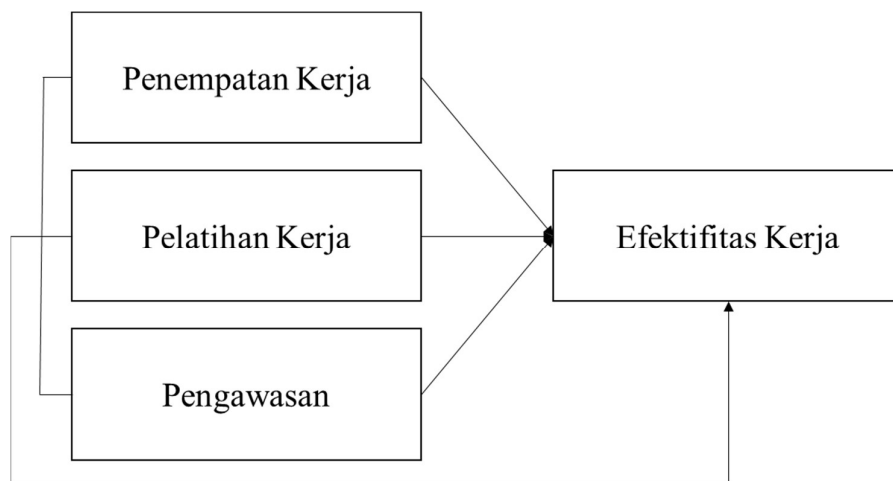 Penempatan Kerja
Pelatihan Kerja
Efektifitas Kerja
Pengawasan